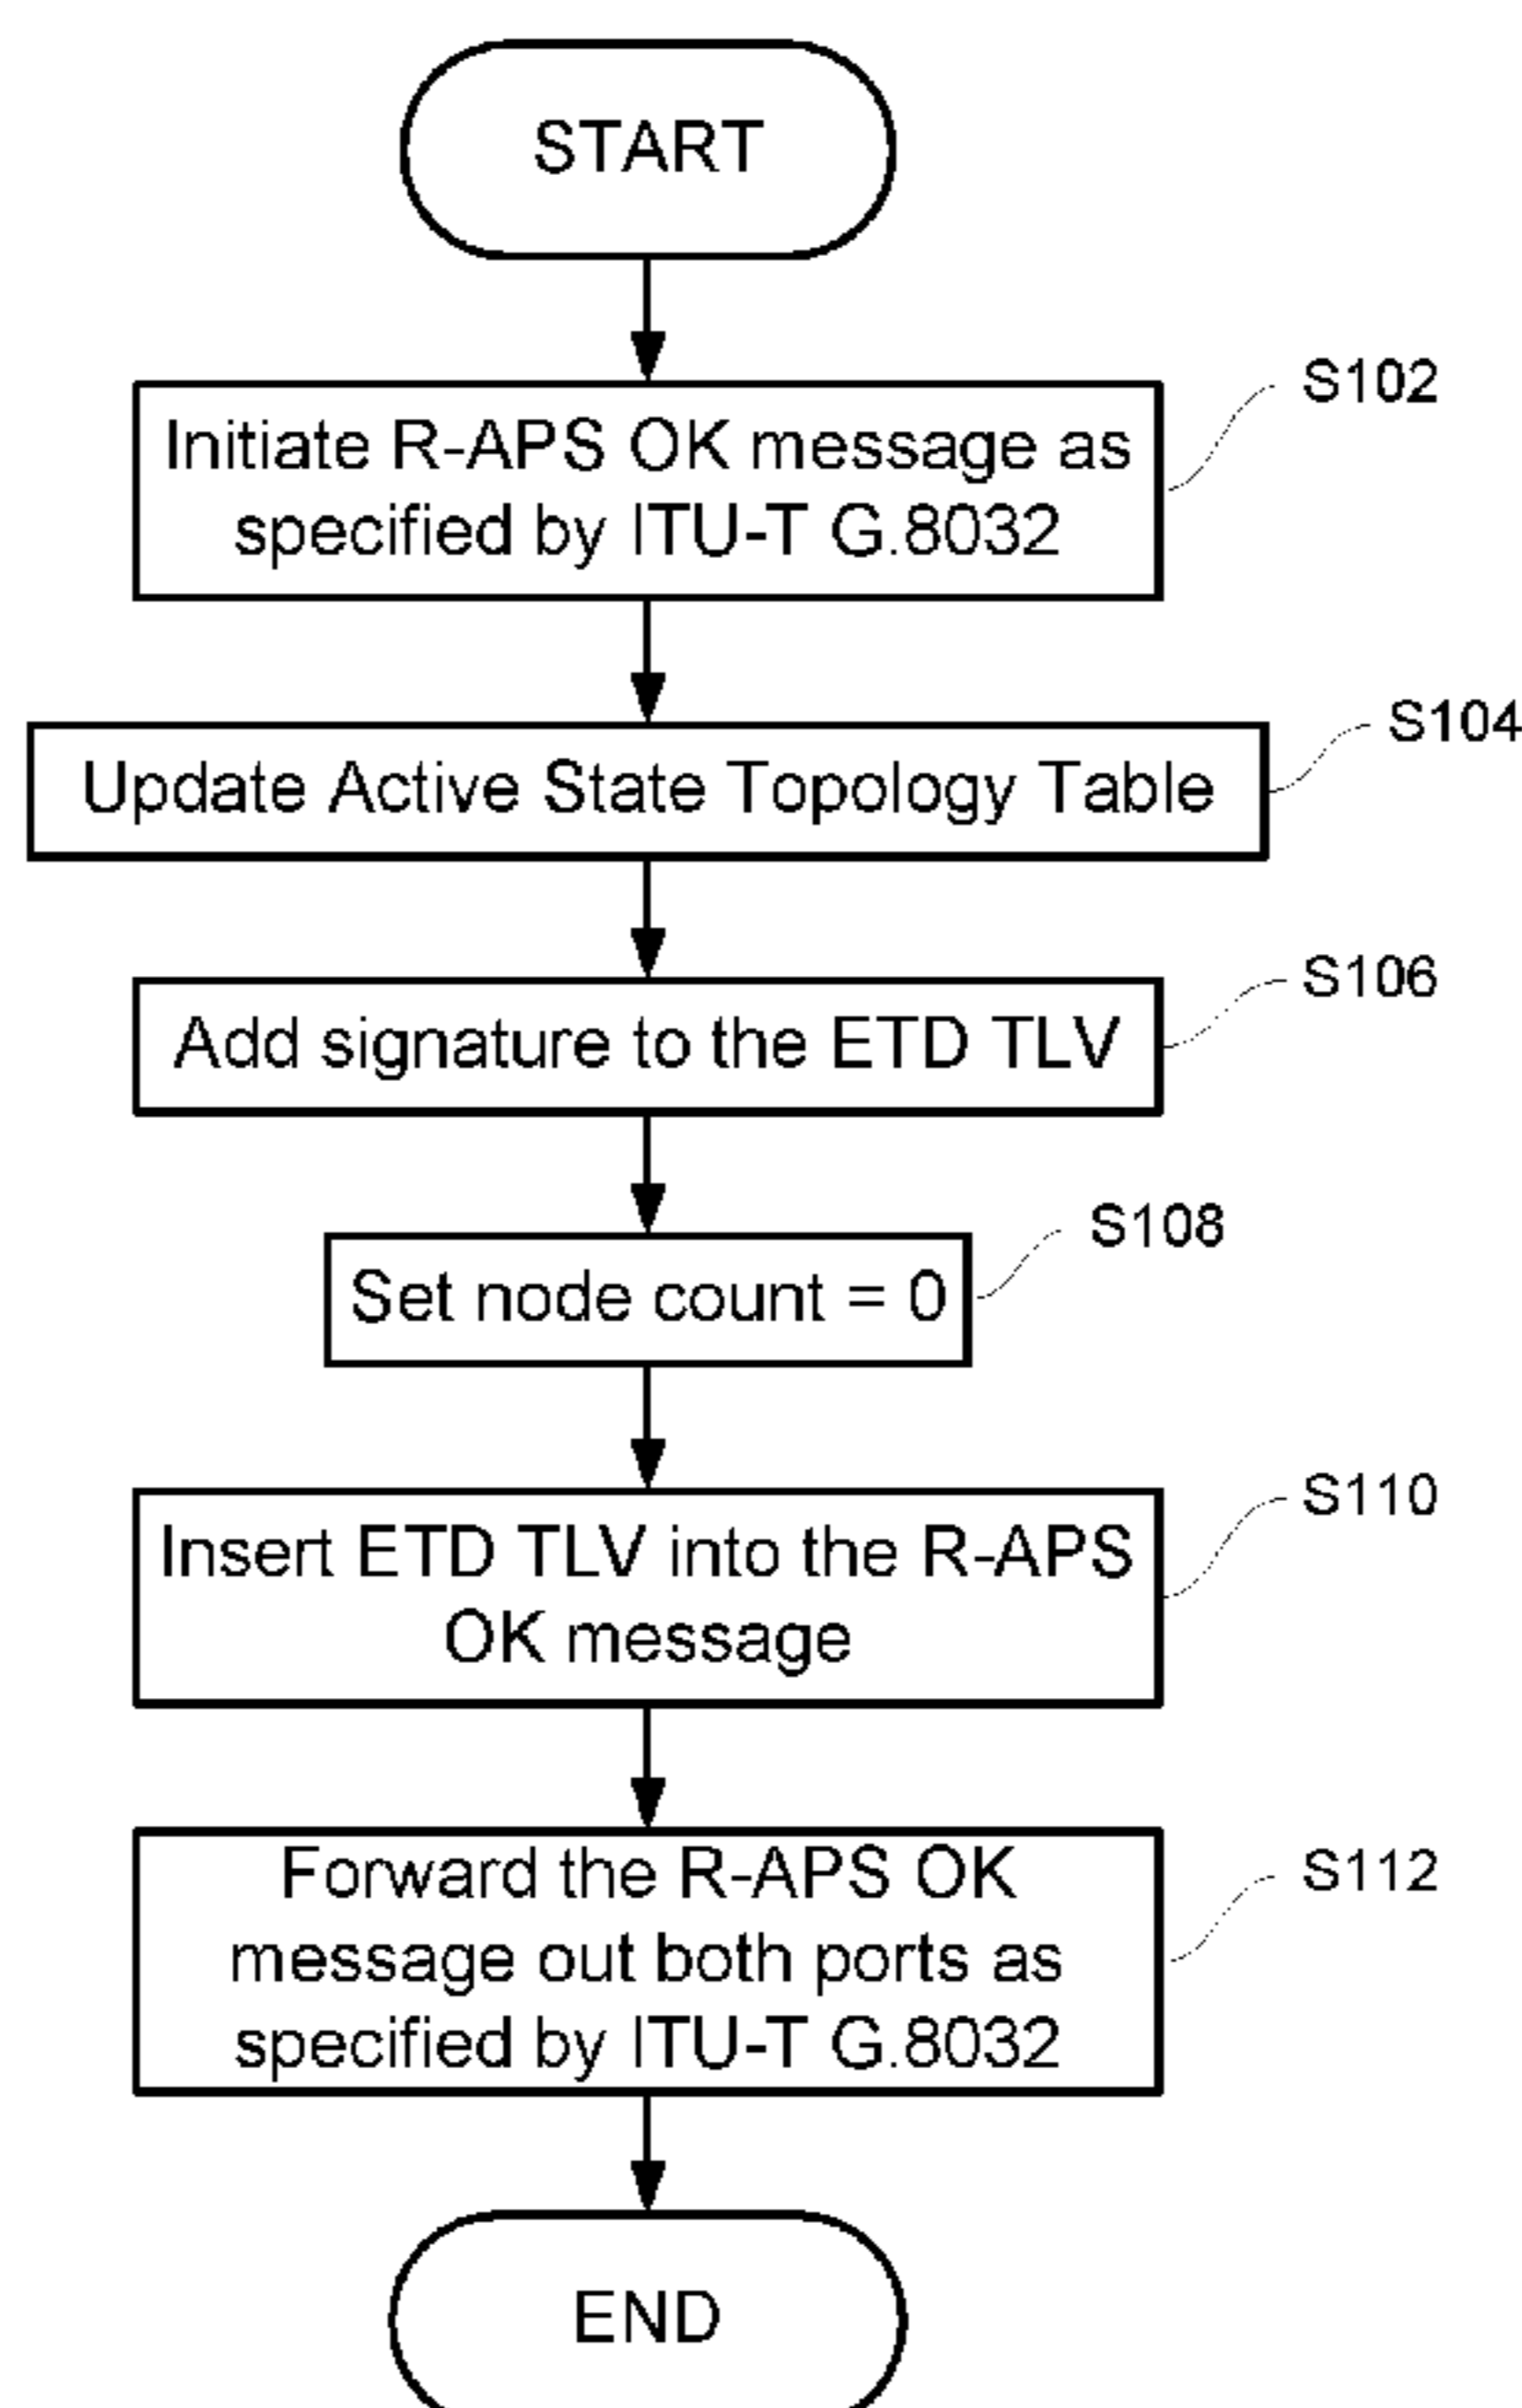 START
Initiate R-APS OK message as
specified by ITU-T G.8032
S102
Update Active State Topology Table
S104
Add signature to the ETD TLV
S106
Set node count = 0
S108
Insert ETD TLV into the R-APS
OK message
S110
Forward the R-APS OK
message out both ports as
specified by ITU-T G.8032
S112
END